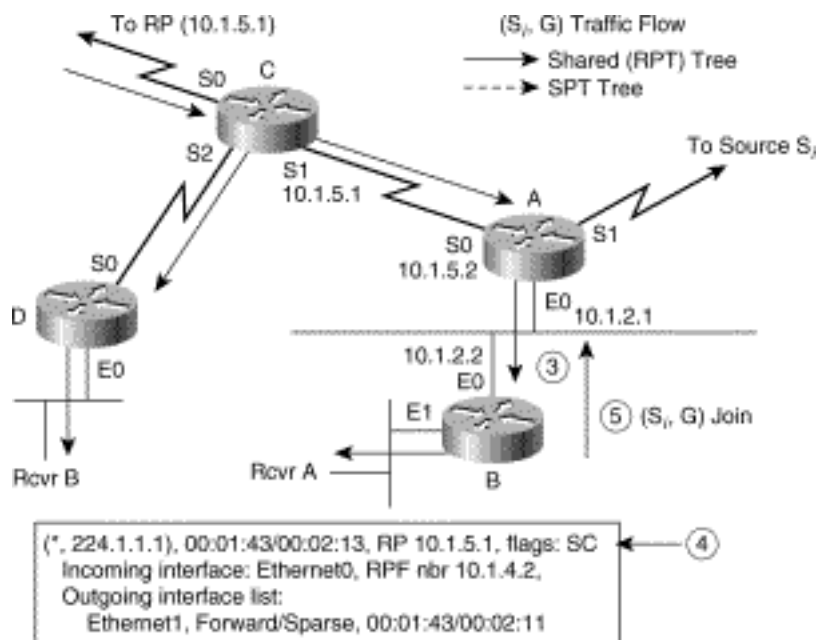 To RP (10.1.5.1)
(Si, G) Traffic Flow
Shared (RPT) Tree
SPT Tree
C
S0
S2
S1
10.1.5.1
To Source Si
A
S0
S1
10.1.5.2
E0
10.1.2.1
S0
D
E0
Rcvr B
10.1.2.2
E0
3
5 (Si, G) Join
E1
Rcvr A
B
(*, 224.1.1.1), 00:01:43/00:02:13, RP 10.1.5.1, flags: SC
4
Incoming interface: Ethernet0, RPF nbr 10.1.4.2,
Outgoing interface list:
Ethernet1, Forward/Sparse, 00:01:43/00:02:11